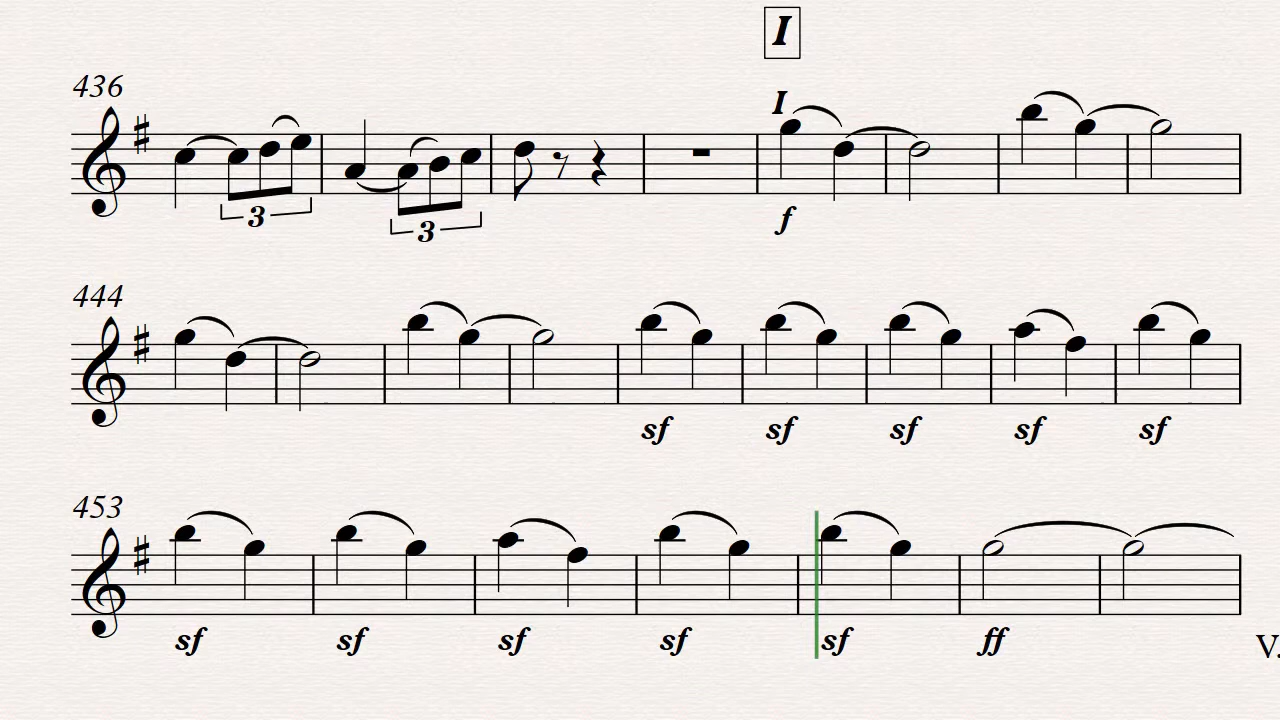 I
436
I
3
3
f
444
sf sf sf sf sf
453
sf sf sf sf sf ff
V.